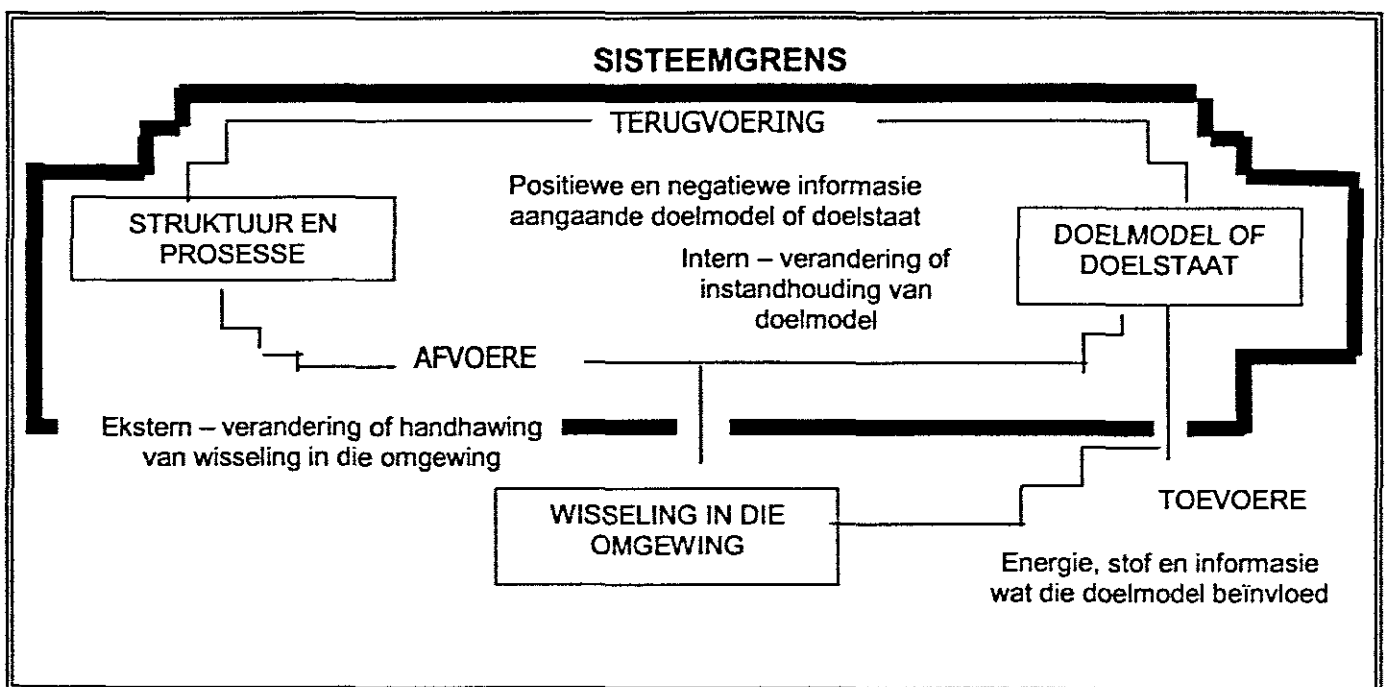 SISTEEMGRENS
TERUGVOERING
Positiewe en negatiewe informasie
aangaande doelmodel of doelstaat
STRUKTUUR EN
PROSESSE
DOELMODEL OF
DOELSTAAT
Intern – verandering of
instandhouding van
doelmodel
AFVOERE
Ekstern – verandering of handhawing
van wisseling in die omgewing
WISSELING IN DIE
OMGEWING
TOEVOERE
Energie, stof en informasie
wat die doelmodel beïnvloed